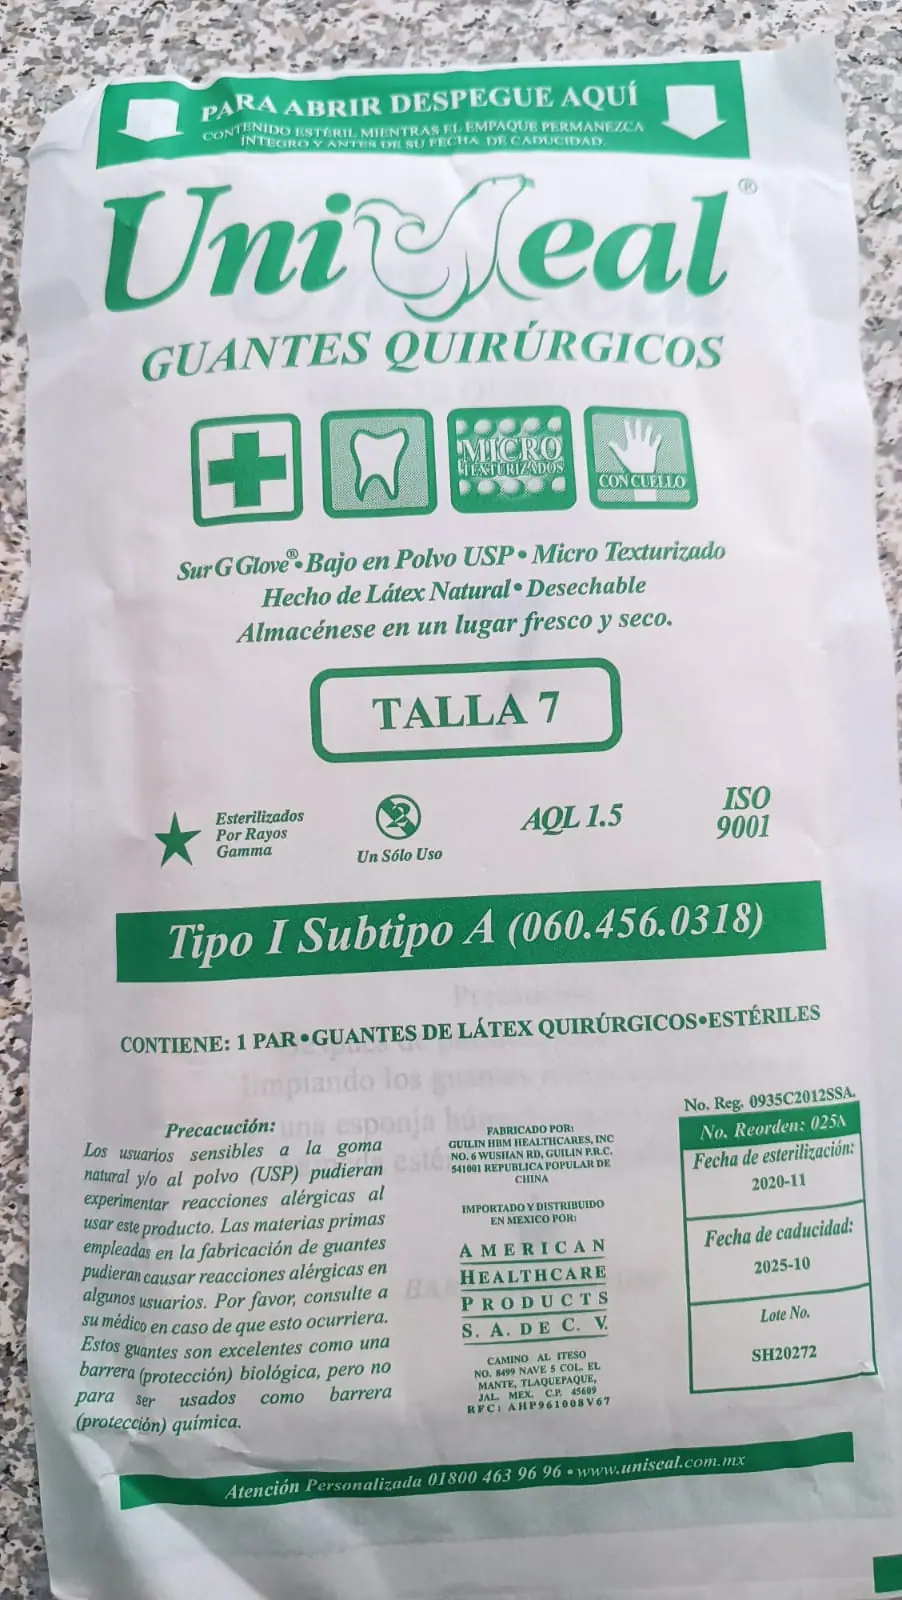 PARA ABRIR DESPEGUE AQUÍ
CONTENIDO ESTÉRIL MIENTRAS EL EMPAQUE PERMANEZCA
ÍNTEGRO Y ANTES DE SU FECHA DE CADUCIDAD.
UniSeal®
GUANTES QUIRÚRGICOS
MICRO
TEXTURIZADOS
CON CUELLO
Sur G Glove® • Bajo en Polvo USP • Micro Texturizado
Hecho de Látex Natural • Desechable
Almacénese en un lugar fresco y seco.
TALLA 7
Esterilizados
Por Rayos
Gamma
2
Un Sólo Uso
AQL 1.5
ISO
9001
Tipo I Subtipo A (060.456.0318)
CONTIENE: 1 PAR • GUANTES DE LÁTEX QUIRÚRGICOS • ESTÉRILES
Precacución:
Los usuarios sensibles a la goma
natural y/o al polvo (USP) pudieran
experimentar reacciones alérgicas al
usar este producto. Las materias primas
empleadas en la fabricación de guantes
pudieran causar reacciones alérgicas en
algunos usuarios. Por favor, consulte a
su médico en caso de que esto ocurriera.
Estos guantes son excelentes como una
barrera (protección) biológica, pero no
para ser usados como barrera
(protección) química.
FABRICADO POR:
GUILIN HBM HEALTHCARES, INC
NO. 6 WUSHAN RD, GUILIN P.R.C.
541001 REPUBLICA POPULAR DE
CHINA
IMPORTADO Y DISTRIBUIDO
EN MEXICO POR:
AMERICAN
HEALTHCARE
PRODUCTS
S. A. DE C. V.
CAMINO AL ITESO
NO. 8499 NAVE 5 COL. EL
MANTE, TLAQUEPAQUE,
JAL. MEX. C.P. 45609
RFC: AHP961008V67
No. Reg. 0935C2012SSA.
No. Reorden: 025A
Fecha de esterilización:
2020-11
Fecha de caducidad:
2025-10
Lote No.
SH20272
Atención Personalizada 01800 463 96 96 • www.uniseal.com.mx